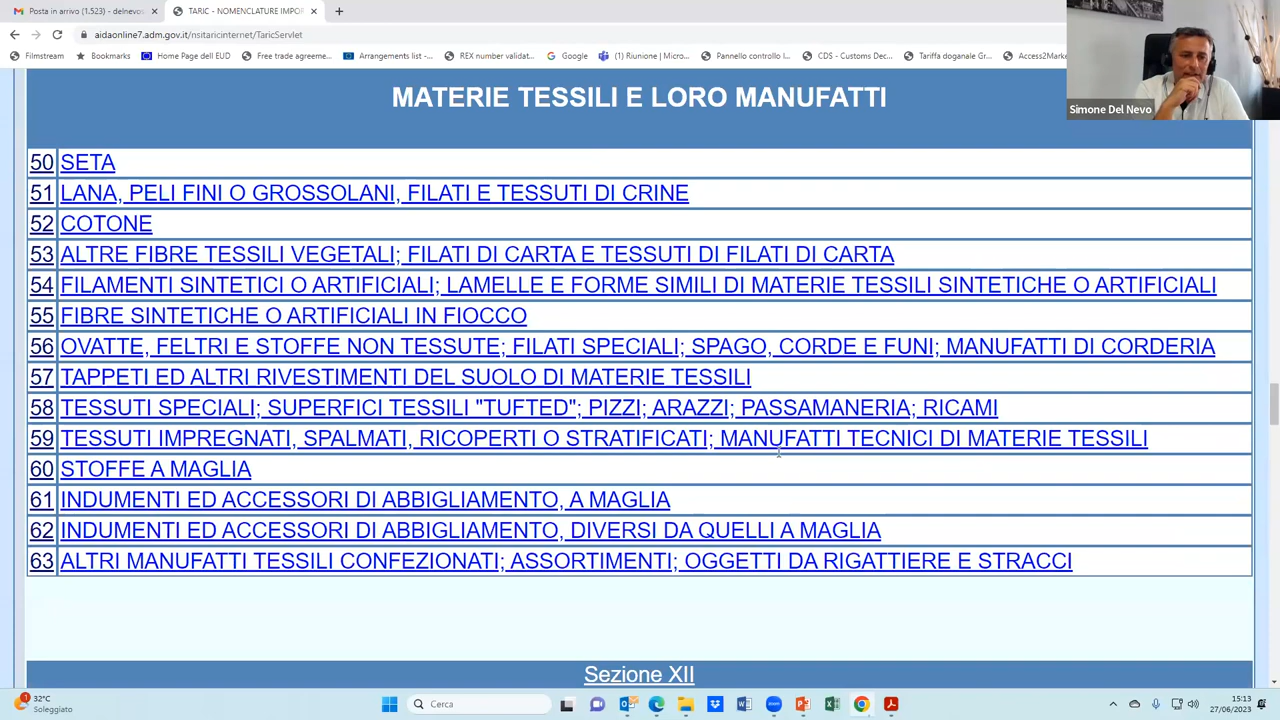 Posta in arrivo (1.523) - delnevos
TARIC - NOMENCLATURE IMPOR
aidaonline7.adm.gov.it/nsitaricinternet/TaricServlet
Filmstream
Bookmarks
Home Page dell EUD
Free trade agreeme...
Arrangements list -...
REX number validat...
Google
(1) Riunione | Micro...
Pannello controllo I...
CDS - Customs Dec...
Tariffa doganale Gr...
Access2Mark
Simone Del Nevo
MATERIE TESSILI E LORO MANUFATTI
50 SETA
51 LANA, PELI FINI O GROSSOLANI, FILATI E TESSUTI DI CRINE
52 COTONE
53 ALTRE FIBRE TESSILI VEGETALI; FILATI DI CARTA E TESSUTI DI FILATI DI CARTA
54 FILAMENTI SINTETICI O ARTIFICIALI; LAMELLE E FORME SIMILI DI MATERIE TESSILI SINTETICHE O ARTIFICIALI
55 FIBRE SINTETICHE O ARTIFICIALI IN FIOCCO
56 OVATTE, FELTRI E STOFFE NON TESSUTE; FILATI SPECIALI; SPAGO, CORDE E FUNI; MANUFATTI DI CORDERIA
57 TAPPETI ED ALTRI RIVESTIMENTI DEL SUOLO DI MATERIE TESSILI
58 TESSUTI SPECIALI; SUPERFICI TESSILI "TUFTED"; PIZZI; ARAZZI; PASSAMANERIA; RICAMI
59 TESSUTI IMPREGNATI, SPALMATI, RICOPERTI O STRATIFICATI; MANUFATTI TECNICI DI MATERIE TESSILI
60 STOFFE A MAGLIA
61 INDUMENTI ED ACCESSORI DI ABBIGLIAMENTO, A MAGLIA
62 INDUMENTI ED ACCESSORI DI ABBIGLIAMENTO, DIVERSI DA QUELLI A MAGLIA
63 ALTRI MANUFATTI TESSILI CONFEZIONATI; ASSORTIMENTI; OGGETTI DA RIGATTIERE E STRACCI
Sezione XII
32°C
Soleggiato
Cerca
15:13
27/06/2023